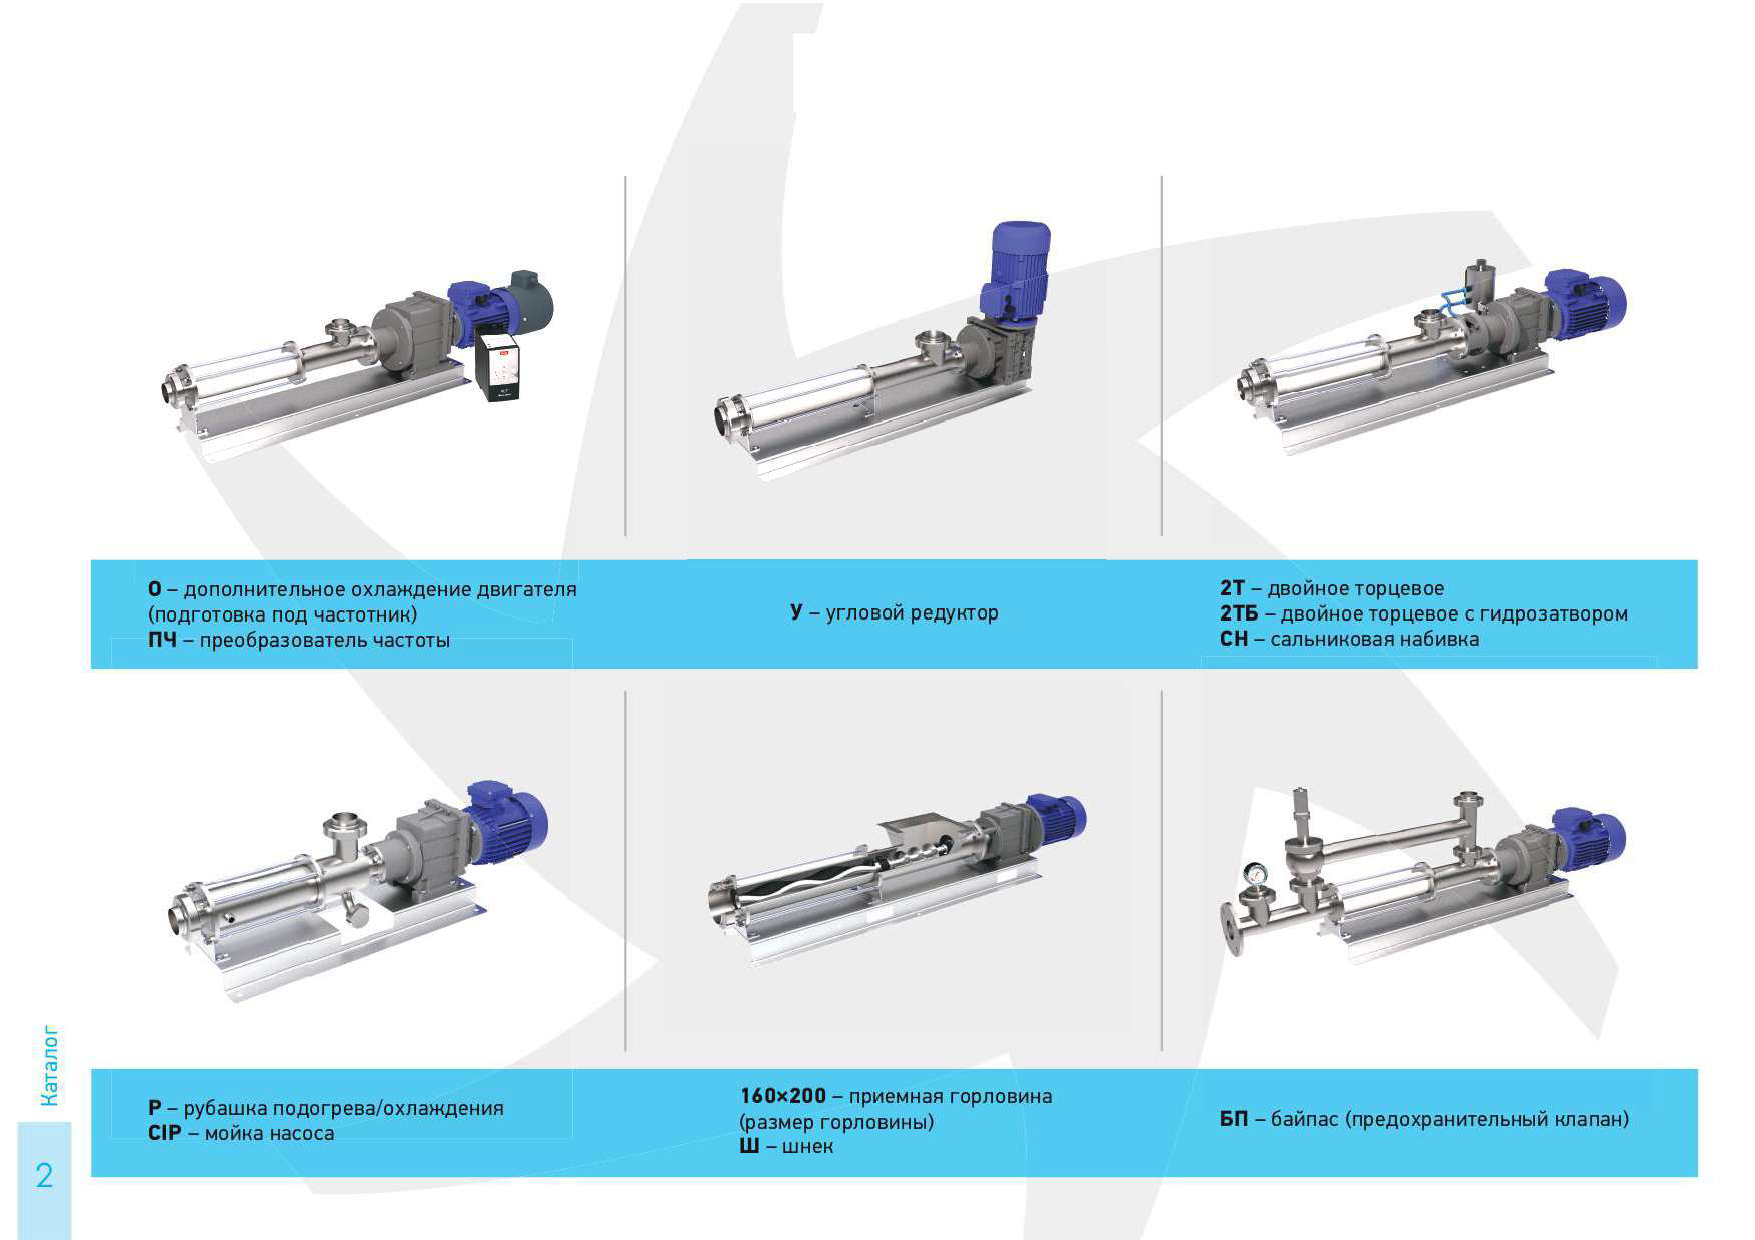 О – дополнительное охлаждение двигателя
(подготовка под частотник)
ПЧ – преобразователь частоты
У – угловой редуктор
2Т – двойное торцевое
2ТБ – двойное торцевое с гидрозатвором
СН – сальниковая набивка
Р – рубашка подогрева/охлаждения
CIP – мойка насоса
160×200 – приемная горловина
(размер горловины)
Ш – шнек
БП – байпас (предохранительный клапан)
Каталог
2